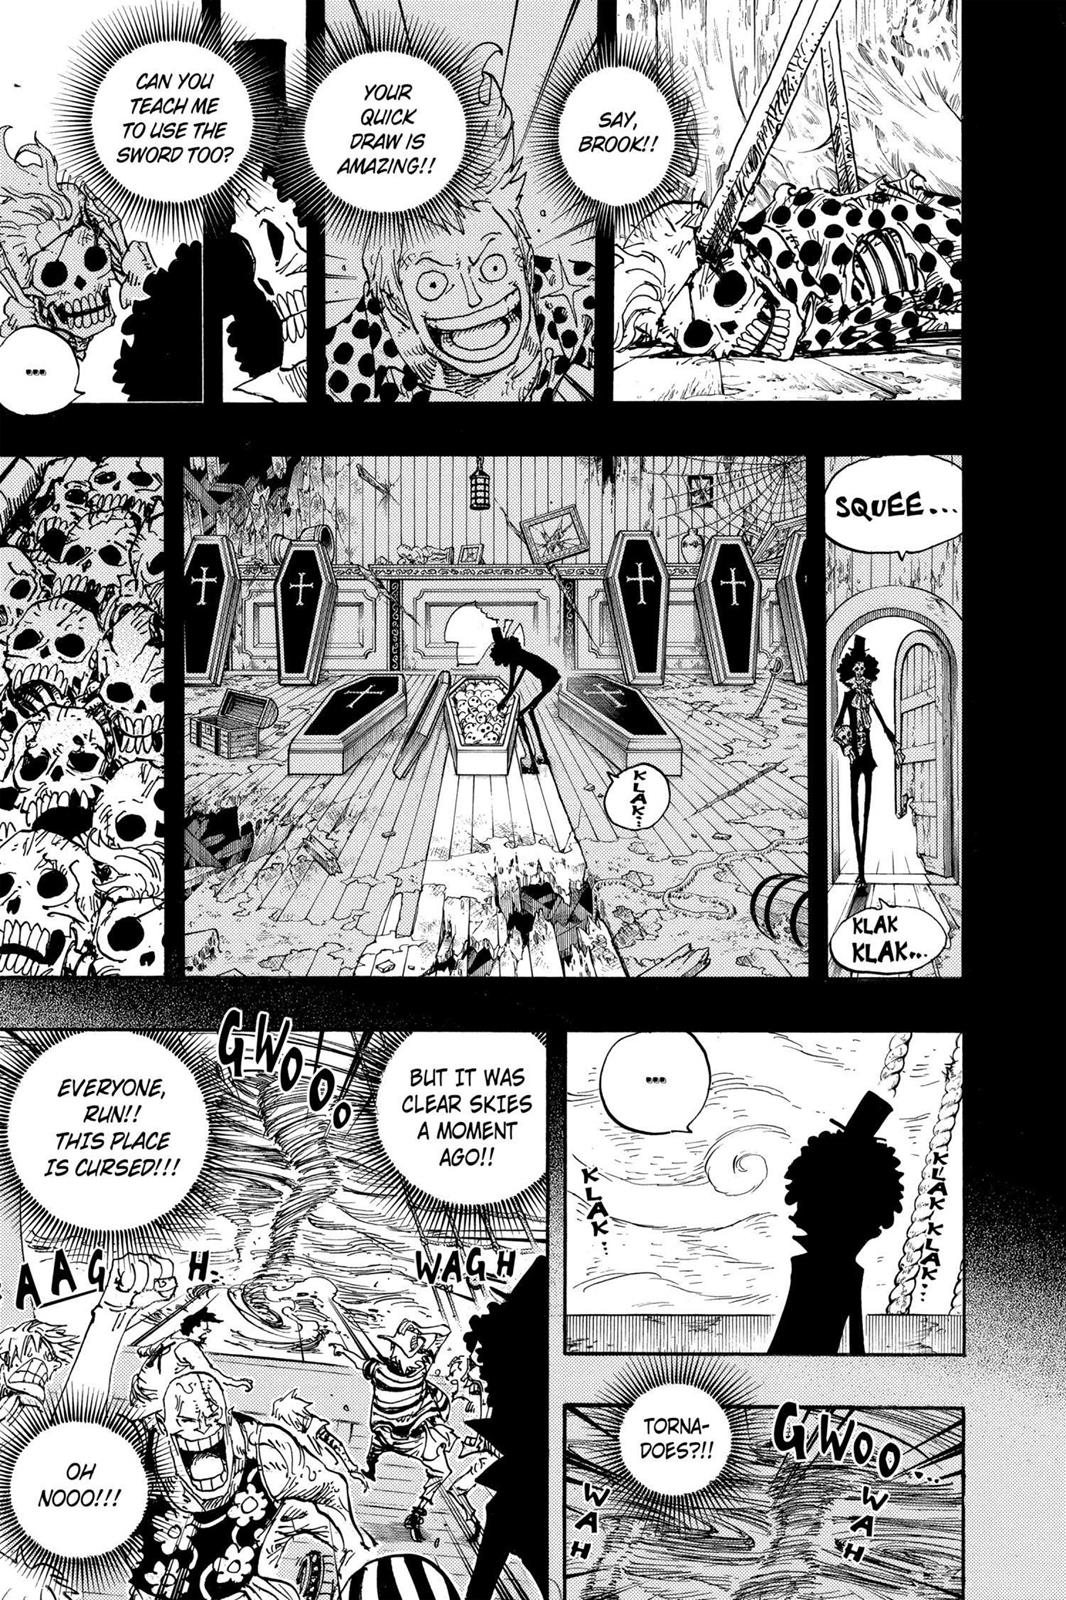 SAY,
BROOK!!
YOUR
QUICK
DRAW IS
AMAZING!!
CAN YOU
TEACH ME
TO USE THE
SWORD TOO?
...
SQUEE...
KLAK
KLAK...
KLAK...
...
KLAK...
KLAK, KLAK...
BUT IT WAS
CLEAR SKIES
A MOMENT
AGO!!
GWOOO
EVERYONE,
RUN!!
THIS PLACE
IS CURSED!!!
WAGH
AAGH
OH
NOOO!!!
TORNA-
DOES?!!
GWOOO...
WAH
WAH